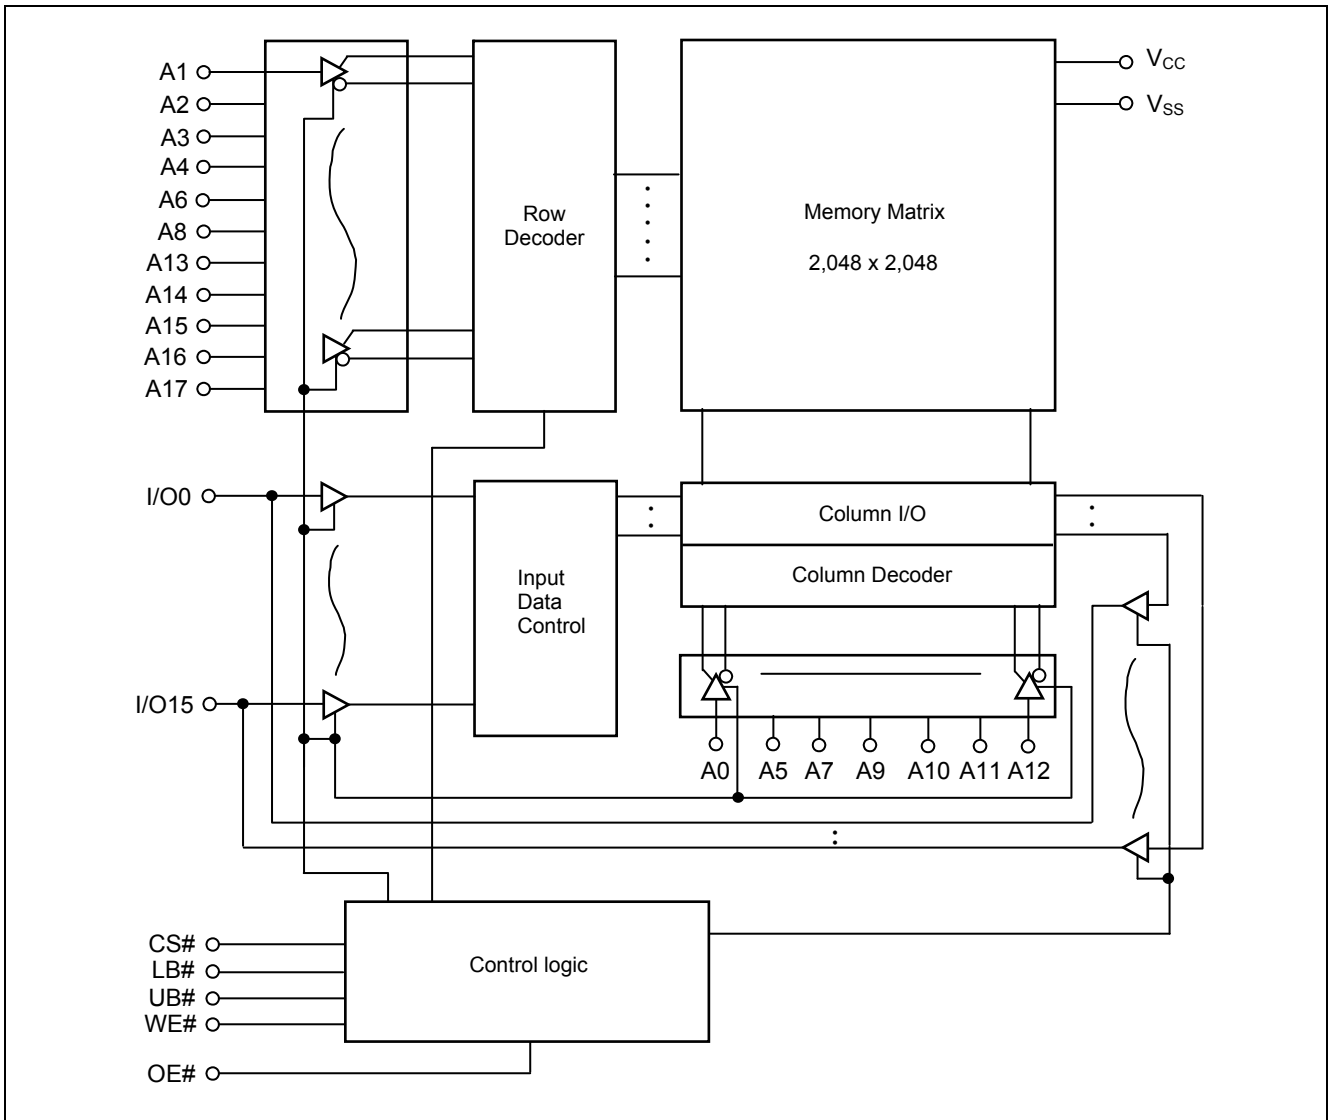 A1
A2
A3
A4
A6
A8
A13
A14
A15
A16
A17
Row
Decoder
Memory Matrix
2,048 x 2,048
VCC
VSS
I/O0
I/O15
Input
Data
Control
Column I/O
Column Decoder
A0 A5 A7 A9 A10 A11 A12
CS#
LB#
UB#
WE#
OE#
Control logic